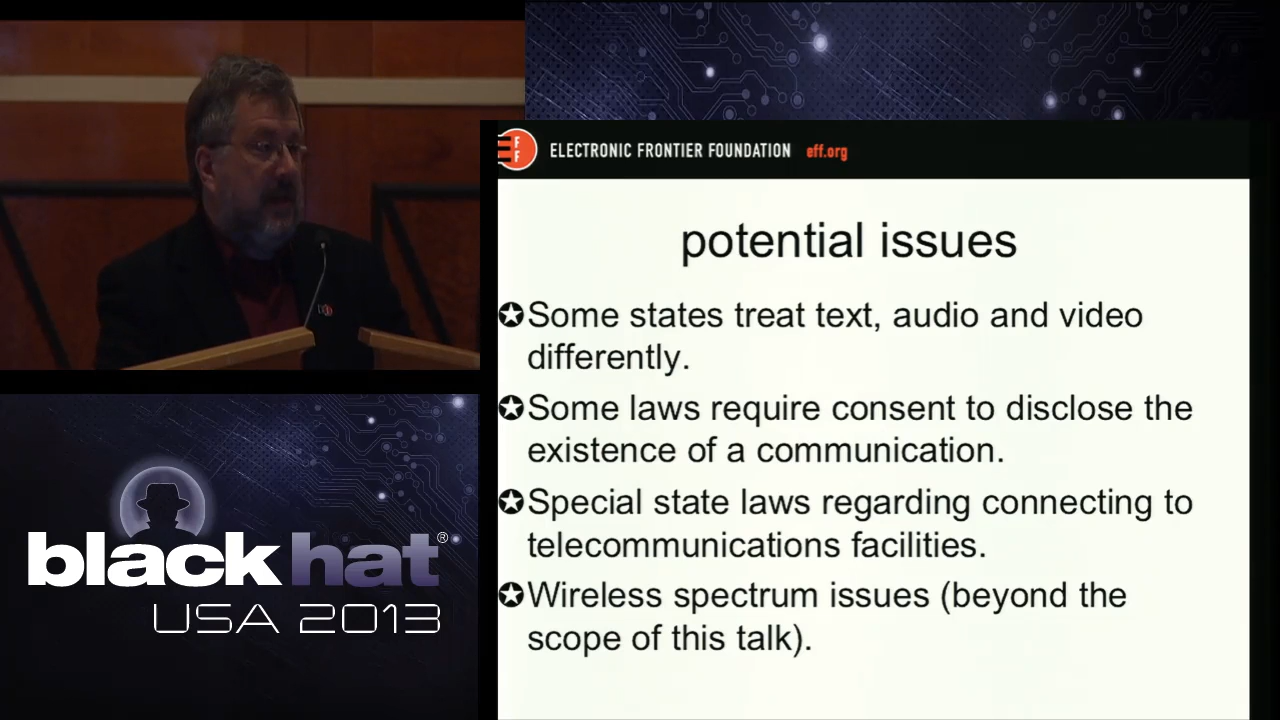 EFF
ELECTRONIC FRONTIER FOUNDATION eff.org
potential issues
✪Some states treat text, audio and video
differently.
✪Some laws require consent to disclose the
existence of a communication.
✪Special state laws regarding connecting to
telecommunications facilities.
✪Wireless spectrum issues (beyond the
scope of this talk).
black hat®
USA 2013